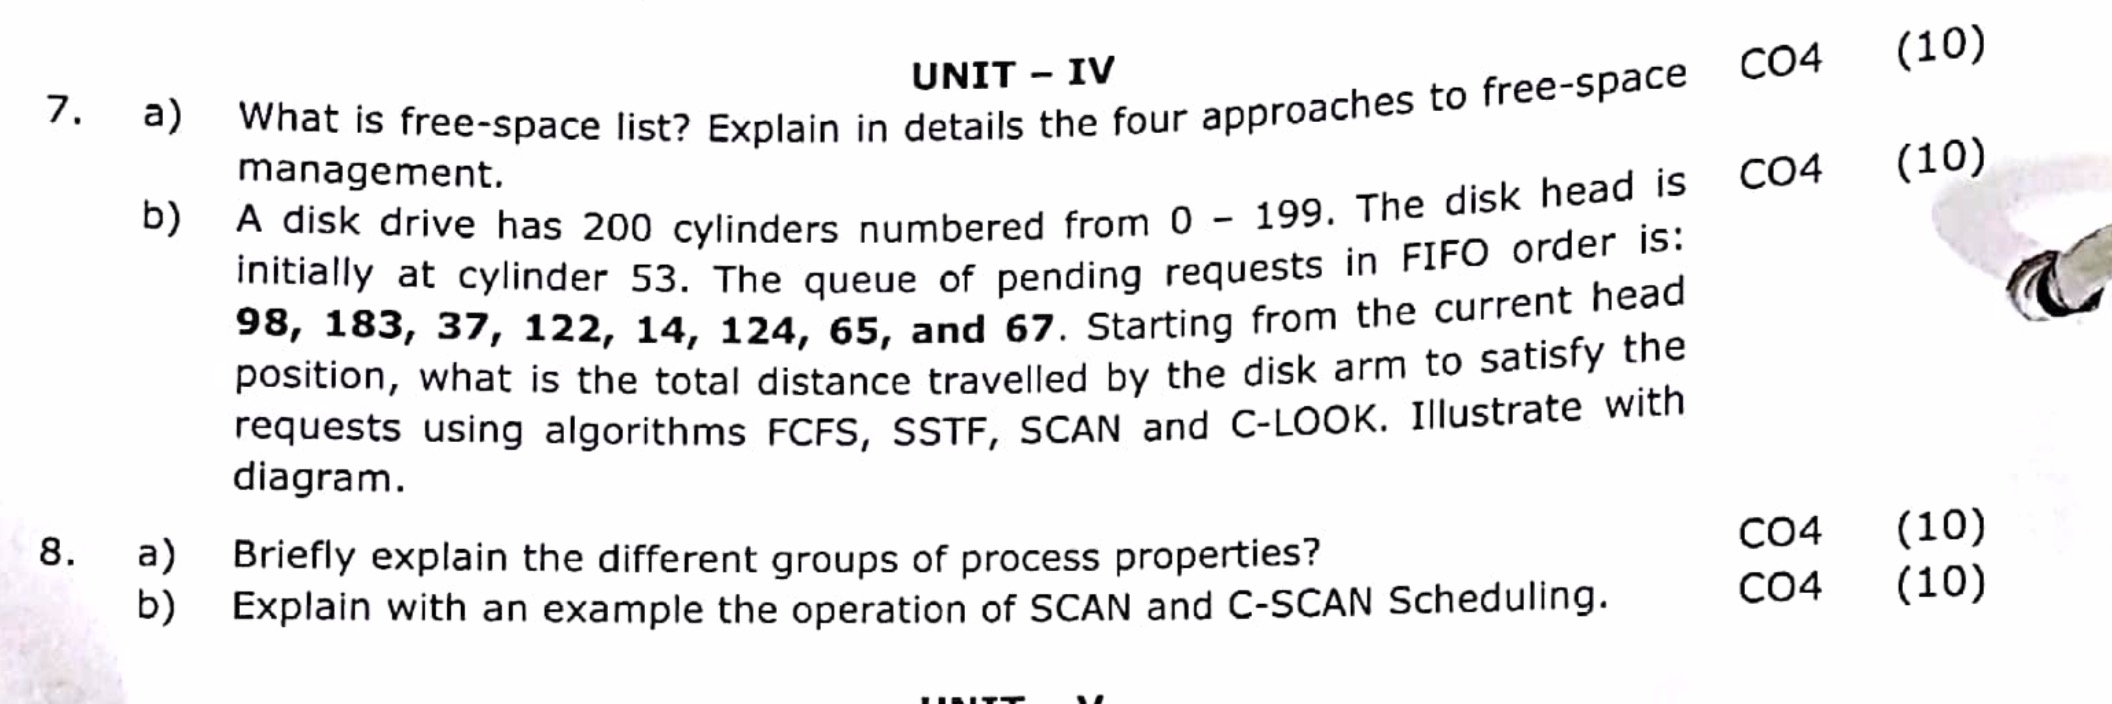 UNIT – IV
7. a) What is free-space list? Explain in details the four approaches to free-space CO4 (10)
management.
b) A disk drive has 200 cylinders numbered from 0 – 199. The disk head is CO4 (10)
initially at cylinder 53. The queue of pending requests in FIFO order is:
98, 183, 37, 122, 14, 124, 65, and 67. Starting from the current head
position, what is the total distance travelled by the disk arm to satisfy the
requests using algorithms FCFS, SSTF, SCAN and C-LOOK. Illustrate with
diagram.
8. a) Briefly explain the different groups of process properties? CO4 (10)
b) Explain with an example the operation of SCAN and C-SCAN Scheduling. CO4 (10)